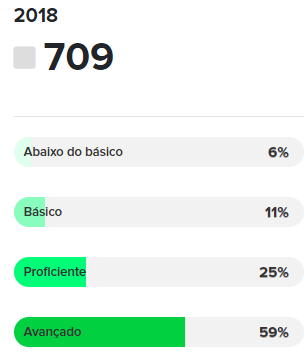 2018
709
Abaixo do básico 6%
Básico 11%
Proficiente 25%
Avançado 59%